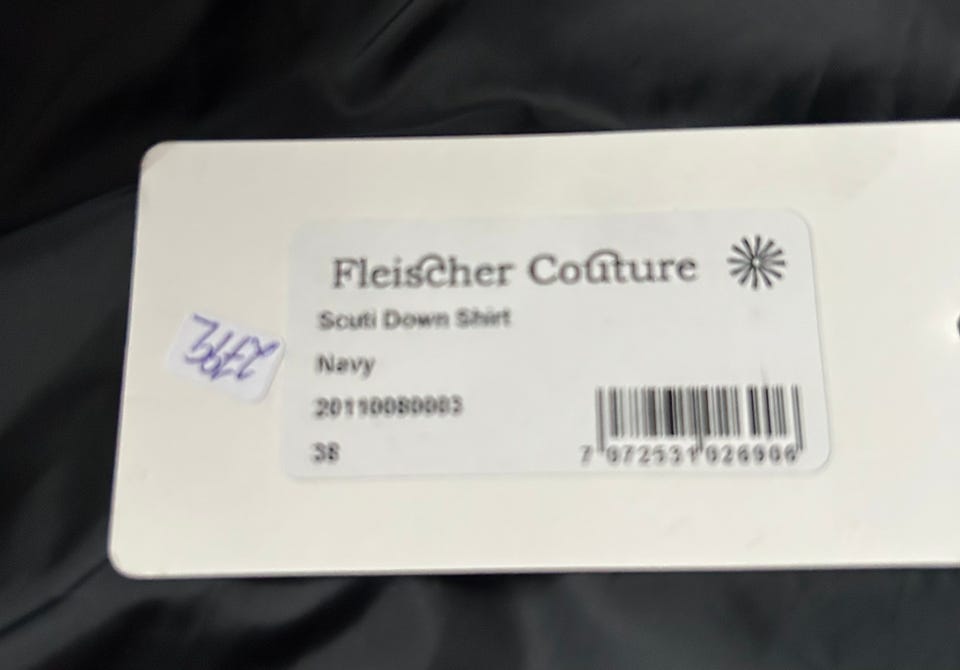 Fleischer Couture
Scuti Down Shirt
Navy
20110080003
38
7 072531 026906